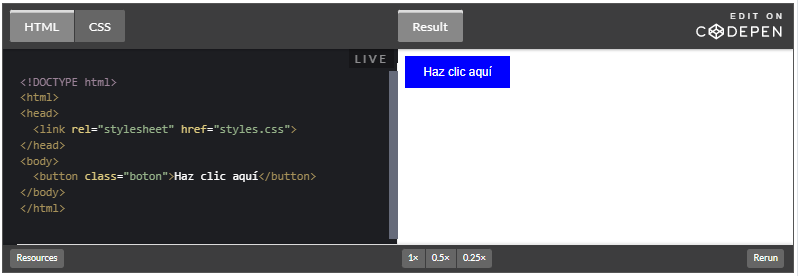 HTML CSS Result EDIT ON
CODEPEN
LIVE
Haz clic aquí
<!DOCTYPE html>
<html>
<head>
<link rel="stylesheet" href="styles.css">
</head>
<body>
<button class="boton">Haz clic aquí</button>
</body>
</html>
Resources 1× 0.5× 0.25× Rerun